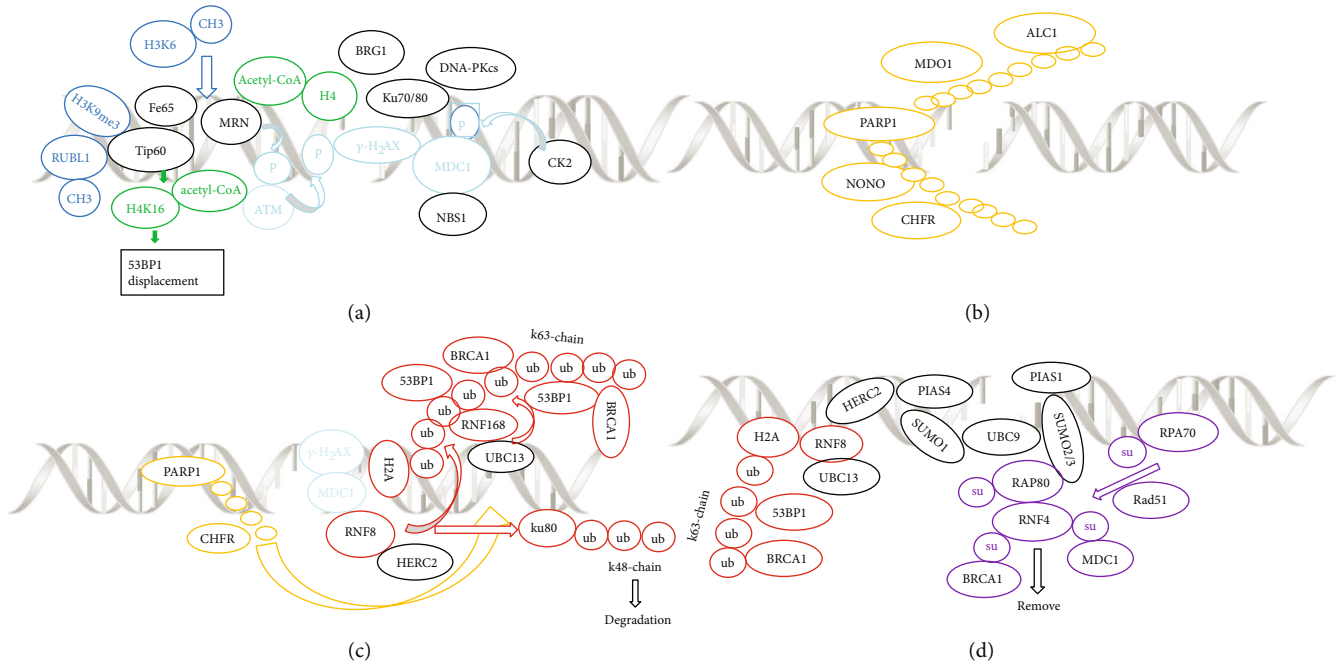 CH3
H3K6
BRG1
Acetyl-CoA
H4
DNA-PKcs
Ku70/80
H3K9me3
Fe65
MRN
p
RUBL1
Tip60
p
p
γ-H2AX
MDC1
CK2
CH3
H4K16
acetyl-CoA
ATM
NBS1
53BP1
displacement
(a)
ALC1
MDO1
PARP1
NONO
CHFR
(b)
k63-chain
BRCA1
ub
ub
ub
ub
ub
53BP1
ub
ub
53BP1
BRCA1
ub
RNF168
ub
UBC13
γ-H2AX
H2A
ub
PARP1
MDC1
CHFR
RNF8
HERC2
ku80
ub
ub
ub
k48-chain
Degradation
(c)
PIAS1
HERC2
PIAS4
H2A
RNF8
SUMO1
UBC9
SUMO2/3
RPA70
su
UBC13
ub
RAP80
su
Rad51
k63-chain
ub
53BP1
RNF4
su
ub
su
MDC1
ub
BRCA1
BRCA1
Remove
(d)